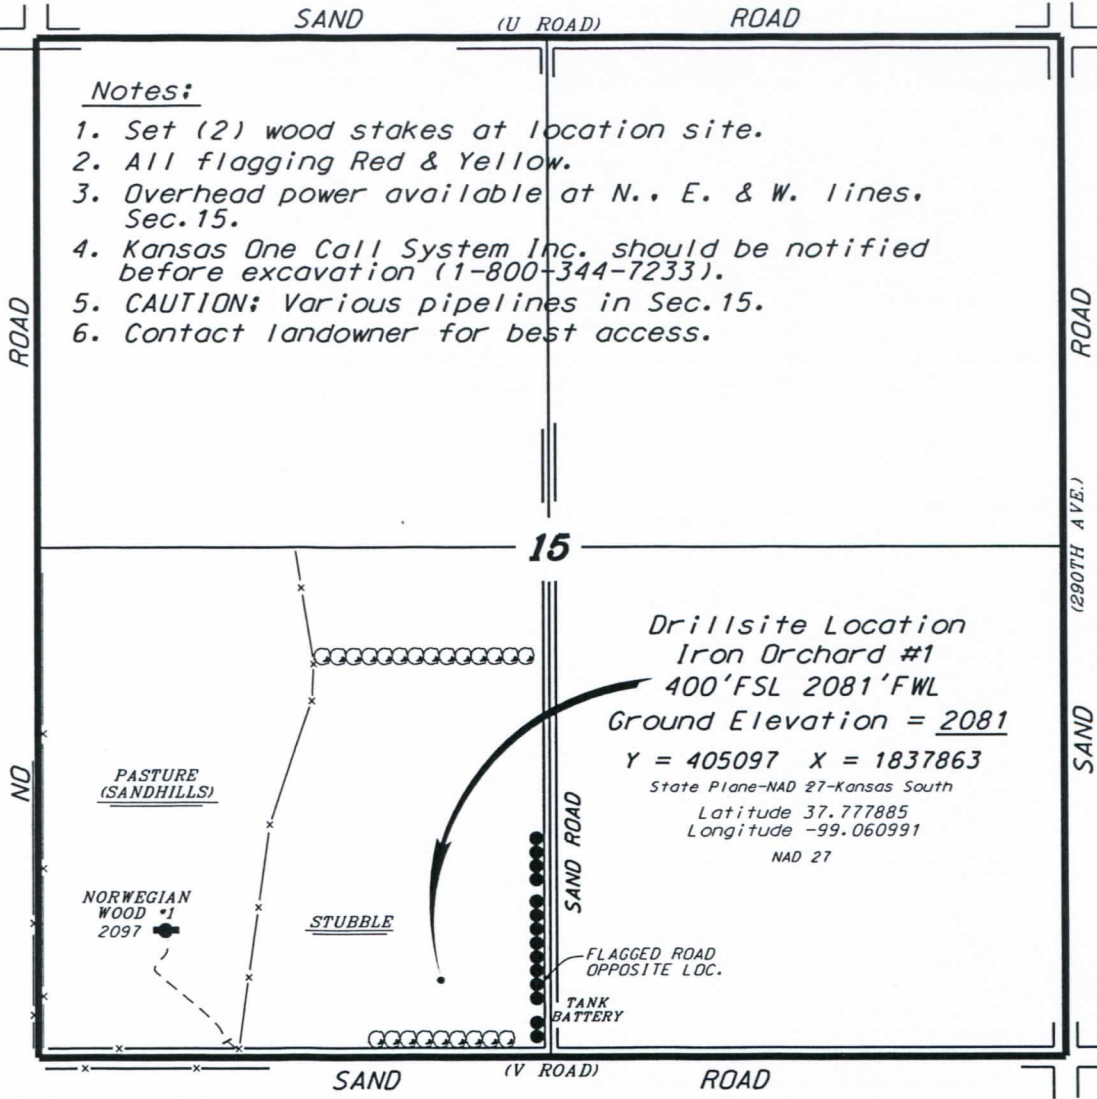 SAND (U ROAD) ROAD
Notes:
1. Set (2) wood stakes at location site.
2. All flagging Red & Yellow.
3. Overhead power available at N., E. & W. lines,
Sec.15.
4. Kansas One Call System Inc. should be notified
before excavation (1-800-344-7233).
5. CAUTION: Various pipelines in Sec.15.
6. Contact landowner for best access.
ROAD
ROAD
(290TH AVE.)
15
Drillsite Location
Iron Orchard #1
400'FSL 2081'FWL
Ground Elevation = 2081
Y = 405097 X = 1837863
State Plane-NAD 27-Kansas South
Latitude 37.777885
Longitude -99.060991
NAD 27
SAND
NO
PASTURE
(SANDHILLS)
SAND ROAD
NORWEGIAN
WOOD #1
2097
STUBBLE
FLAGGED ROAD
OPPOSITE LOC.
TANK
BATTERY
SAND (V ROAD) ROAD